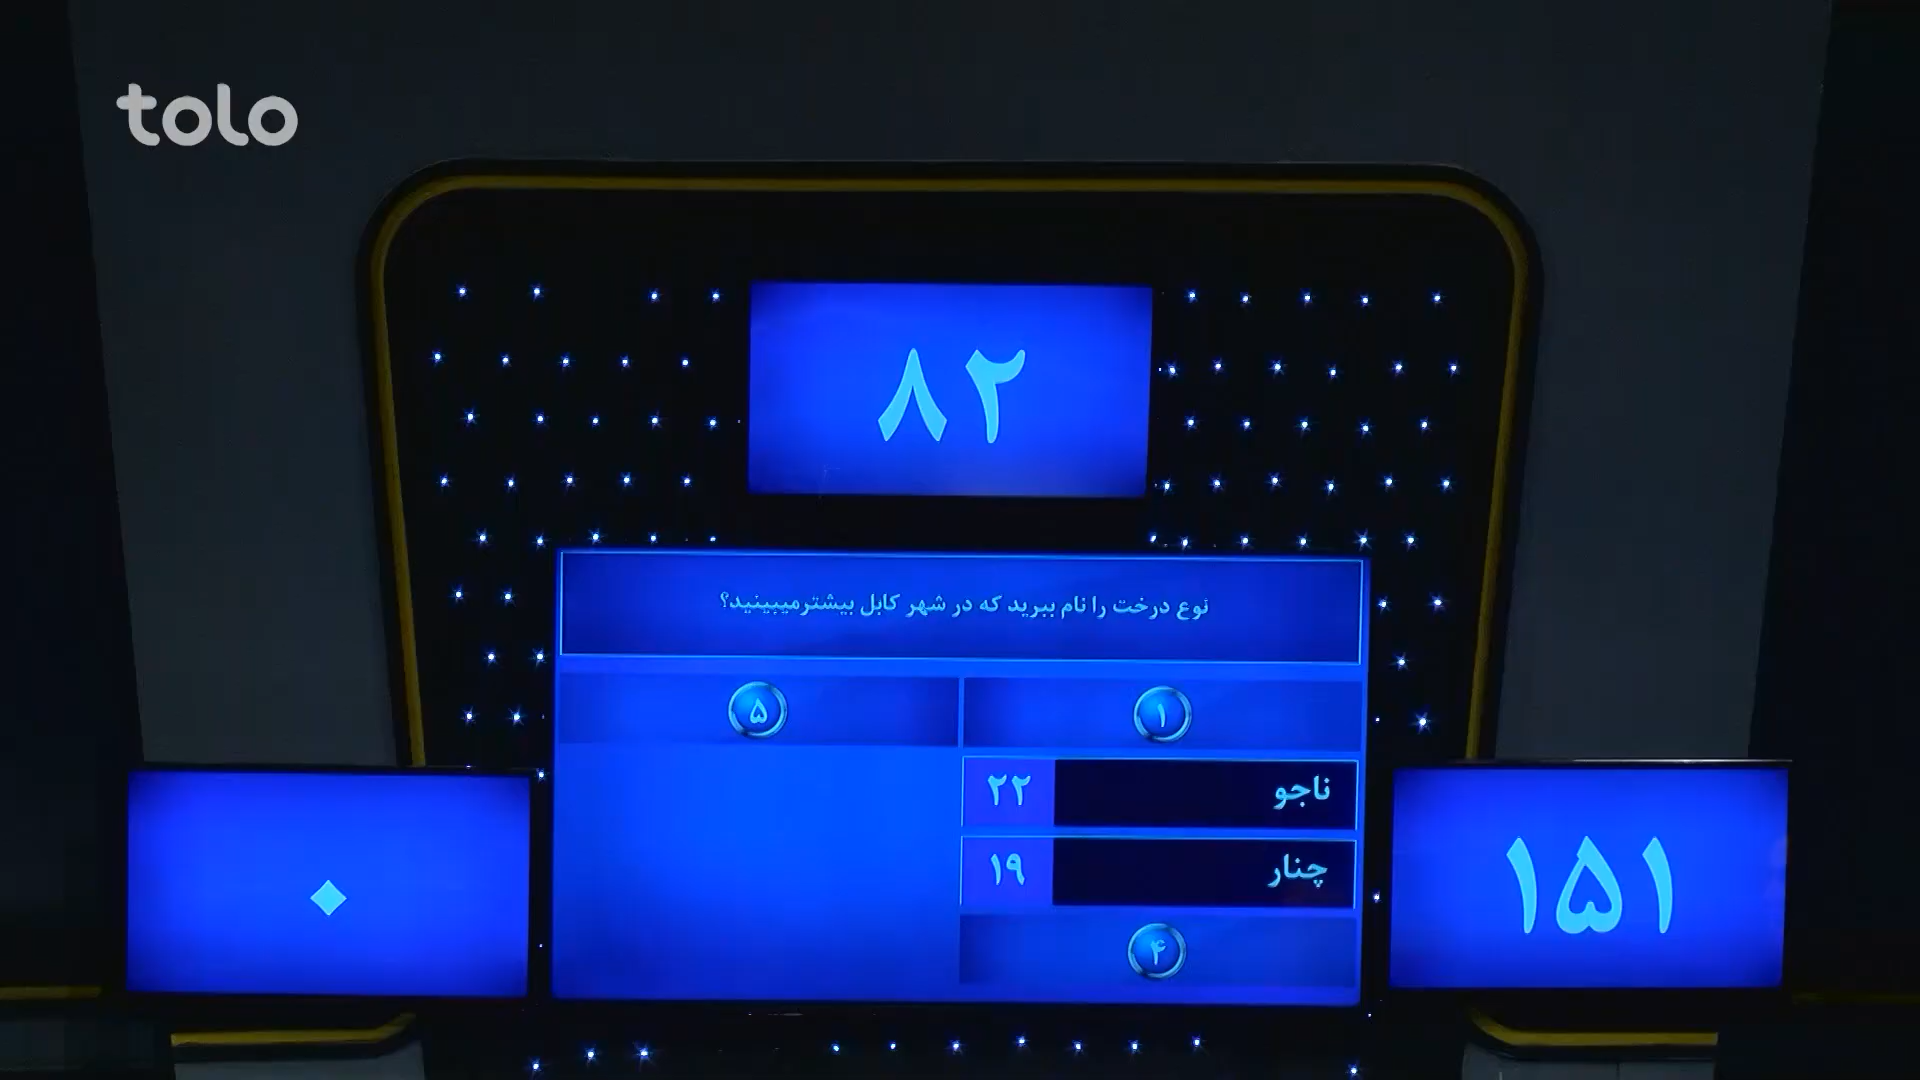 tolo
۸۲
نوع درخت را نام ببرید که در شهر کابل بیشترمیبینید؟
۱
۵
ناجو ۲۲
چنار ۱۹
۴
۱۵۱
۰